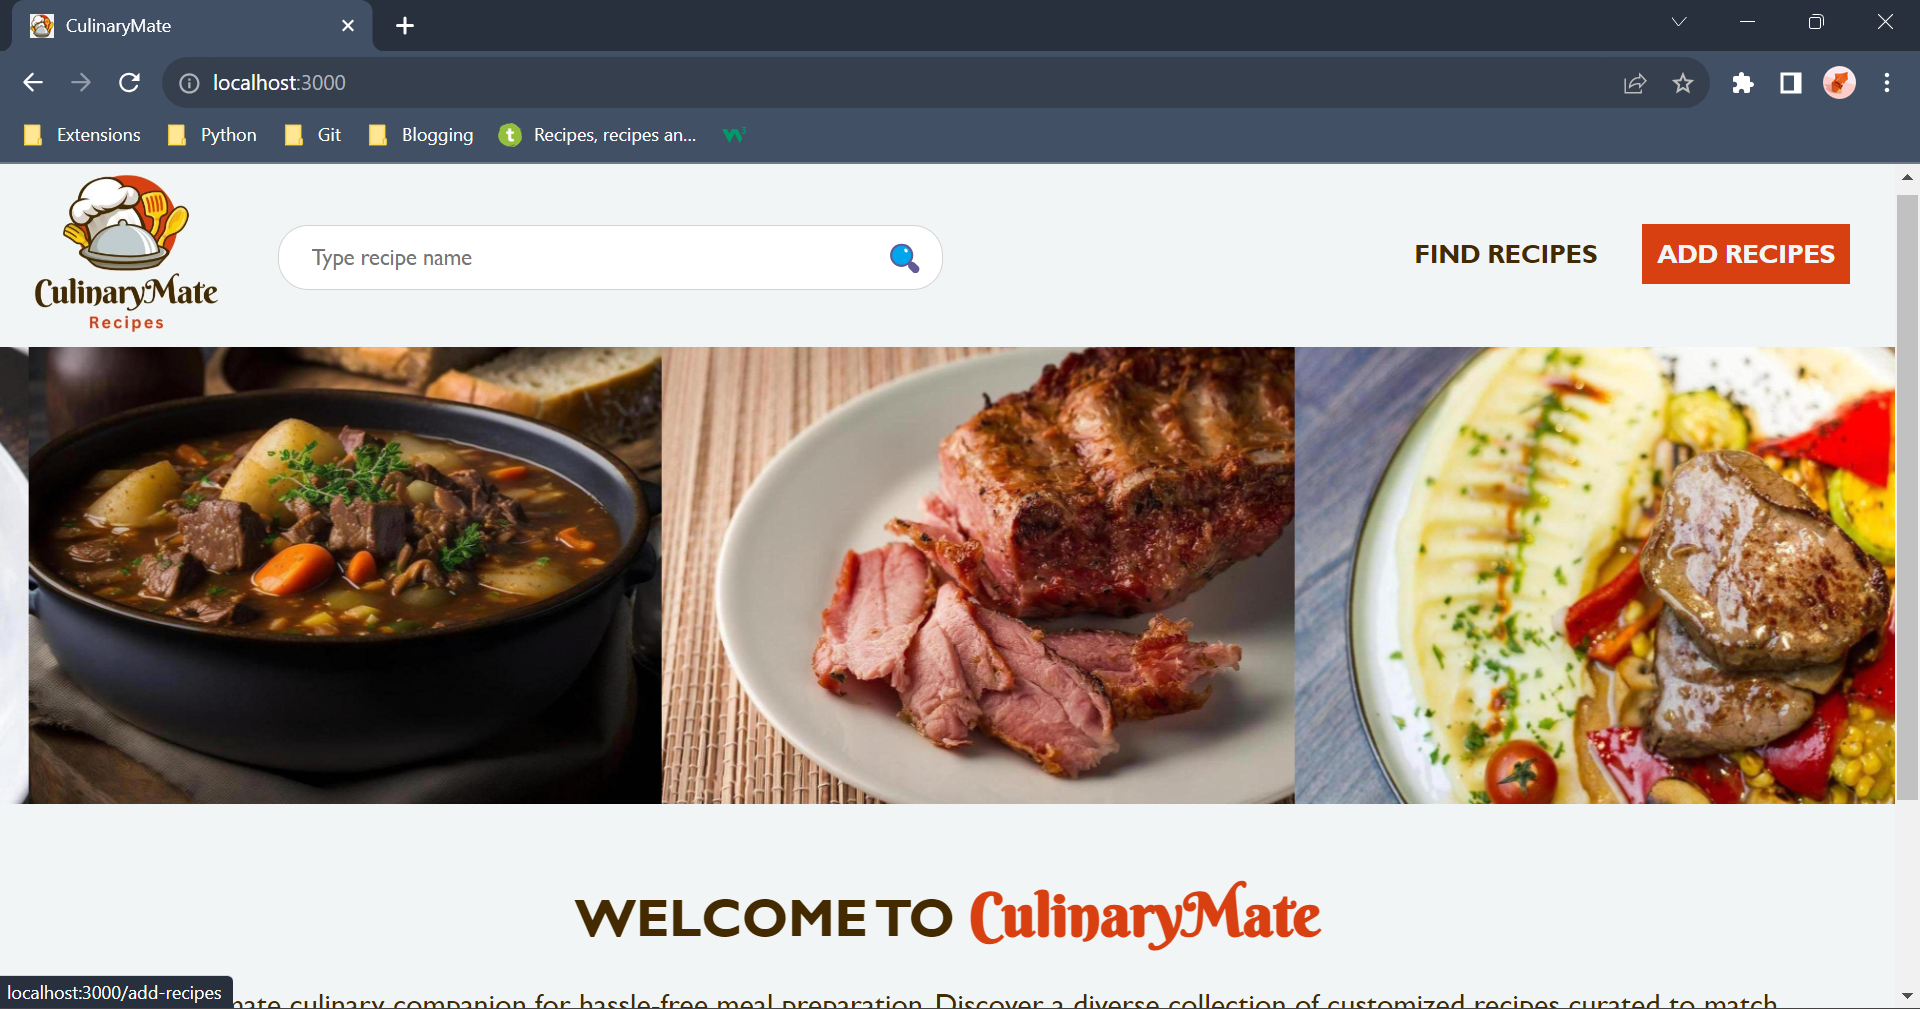 CulinaryMate
localhost:3000
Extensions
Python
Git
Blogging
Recipes, recipes an...
CulinaryMate
Recipes
Type recipe name
FIND RECIPES
ADD RECIPES
WELCOME TO CulinaryMate
localhost:3000/add-recipes
mate culinary companion for hassle-free meal preparation. Discover a diverse collection of customized recipes curated to match